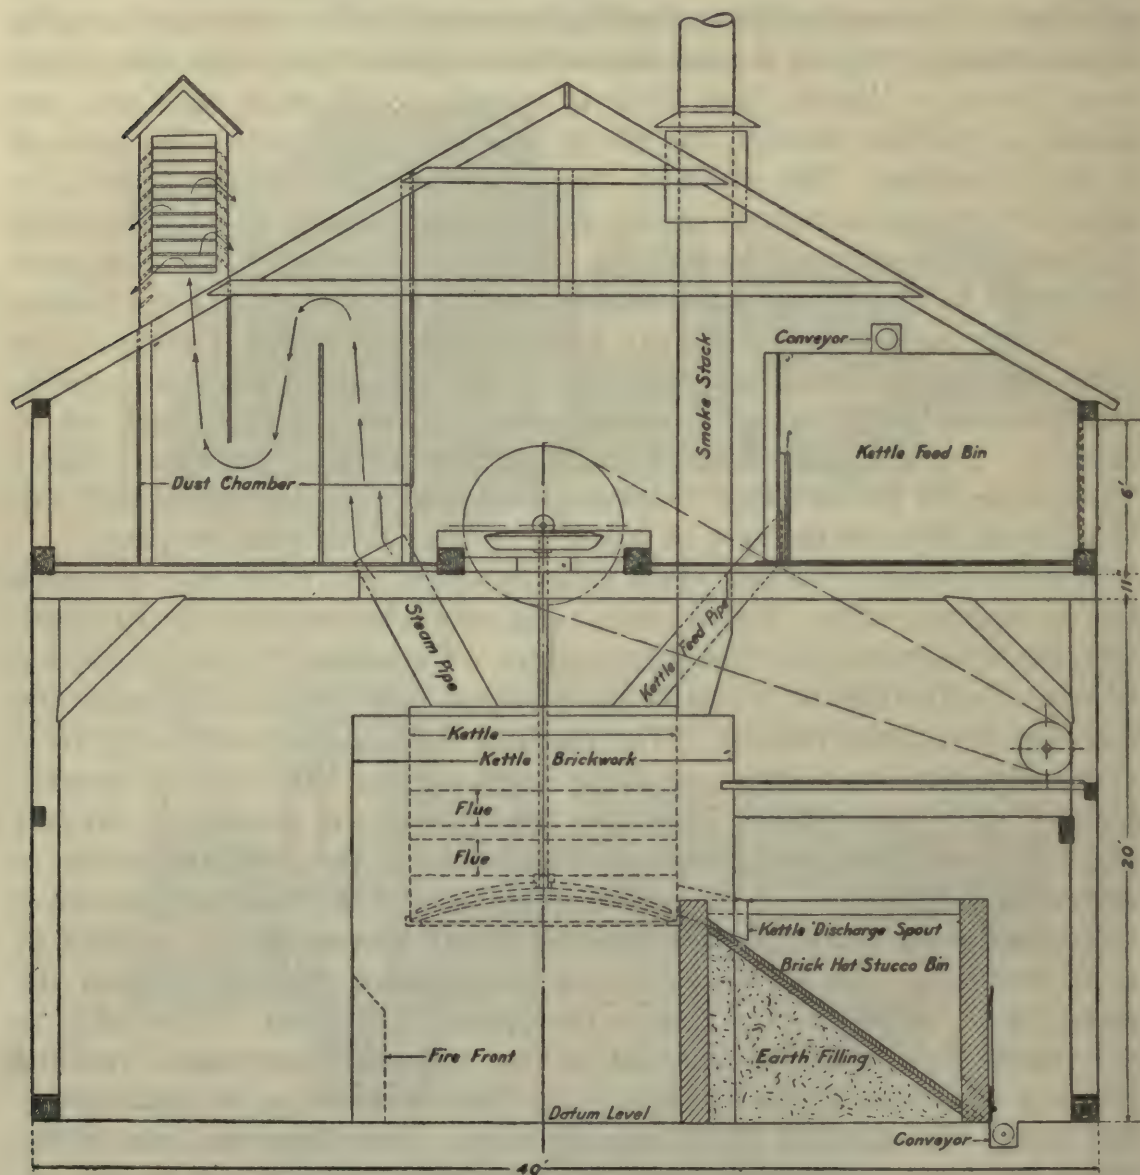 Conveyor
Smoke Stack
Kettle Feed Bin
Dust Chamber
6'
11"
Steam Pipe
Kettle Feed Pipe
Kettle
Kettle Brickwork
Flue
Flue
20'
Kettle Discharge Spout
Brick Hot Stucco Bin
Fire Front
Earth Filling
Datum Level
Conveyor
40'